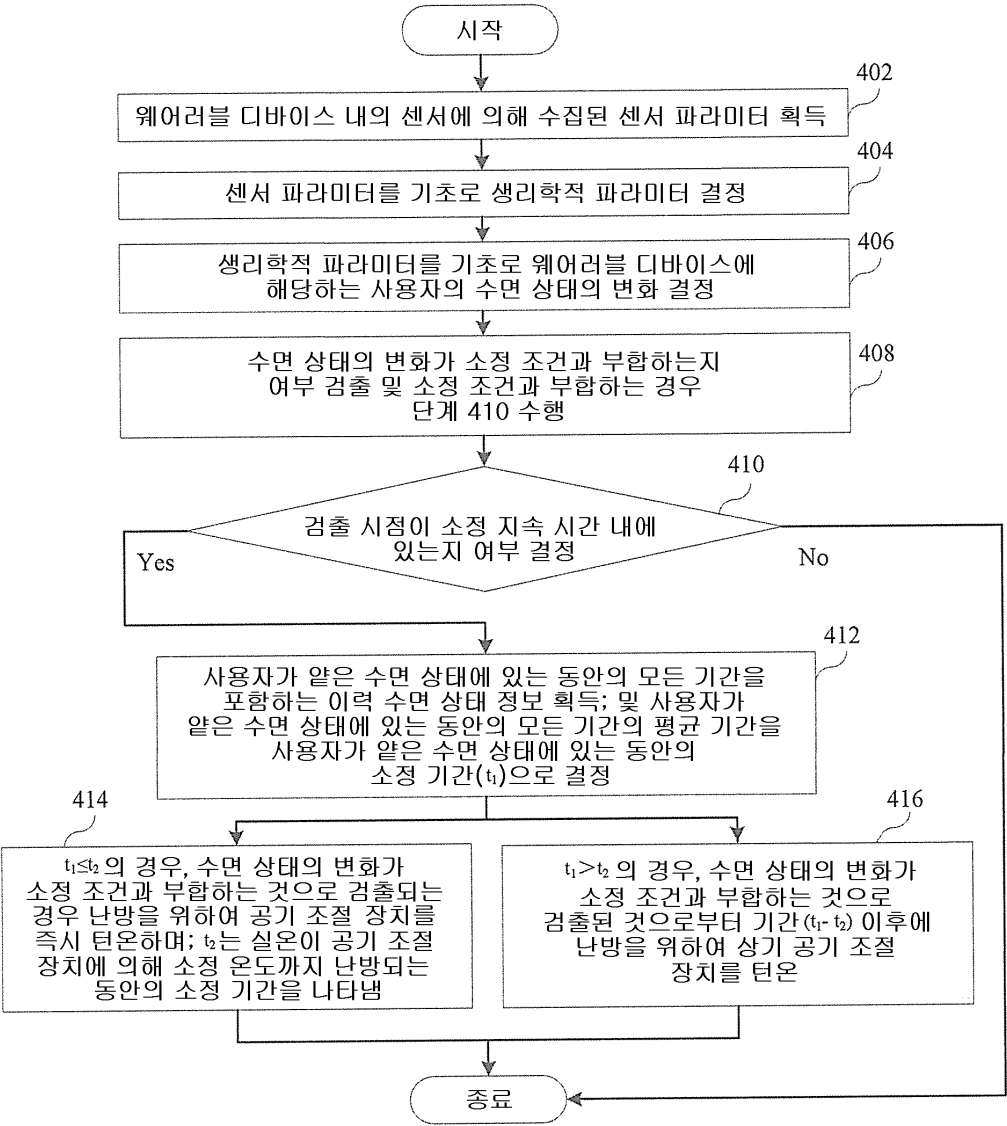 시작
402
웨어러블 디바이스 내의 센서에 의해 수집된 센서 파라미터 획득
404
센서 파라미터를 기초로 생리학적 파라미터 결정
406
생리학적 파라미터를 기초로 웨어러블 디바이스에
해당하는 사용자의 수면 상태의 변화 결정
408
수면 상태의 변화가 소정 조건과 부합하는지
여부 검출 및 소정 조건과 부합하는 경우
단계 410 수행
410
검출 시점이 소정 지속 시간 내에
있는지 여부 결정
Yes
No
412
사용자가 얕은 수면 상태에 있는 동안의 모든 기간을
포함하는 이력 수면 상태 정보 획득; 및 사용자가
얕은 수면 상태에 있는 동안의 모든 기간의 평균 기간을
사용자가 얕은 수면 상태에 있는 동안의
소정 기간(t₁)으로 결정
414
t₁≤t₂의 경우, 수면 상태의 변화가
소정 조건과 부합하는 것으로 검출되는
경우 난방을 위하여 공기 조절 장치를
즉시 턴온하며; t₂는 실온이 공기 조절
장치에 의해 소정 온도까지 난방되는
동안의 소정 기간을 나타냄
416
t₁>t₂의 경우, 수면 상태의 변화가
소정 조건과 부합하는 것으로
검출된 것으로부터 기간(t₁- t₂) 이후에
난방을 위하여 상기 공기 조절
장치를 턴온
종료